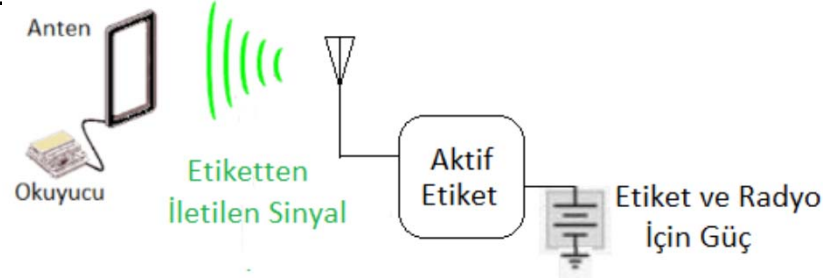 Anten
Okuyucu
Etiketten
İletilen Sinyal
Aktif
Etiket
Etiket ve Radyo
İçin Güç